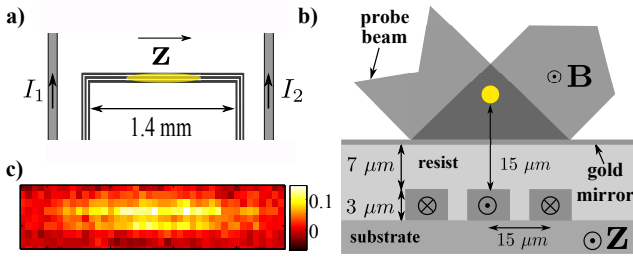 a)
z
I₁
I₂
1.4 mm
c)
0.1
0
b)
probe
beam
⊙ B
7 μm
resist
15 μm
gold
mirror
3 μm
⊗ ⊙ ⊗
substrate
15 μm
⊙ Z